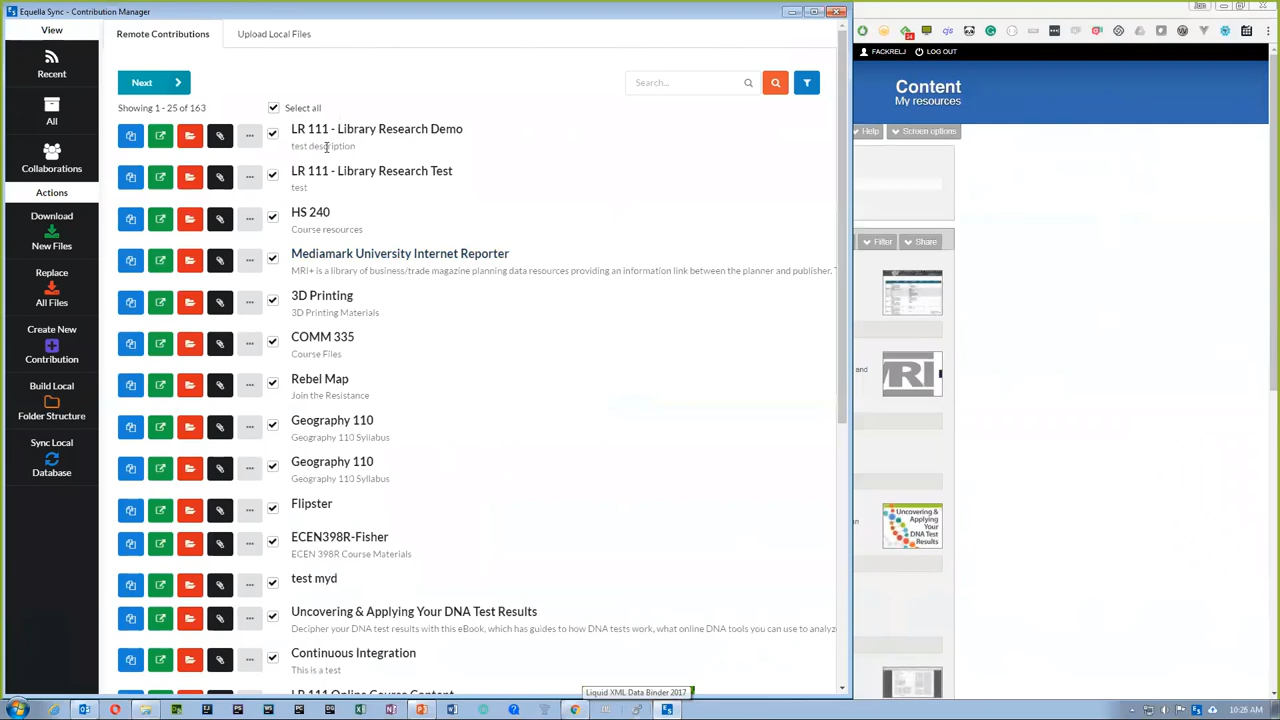 Equella Sync - Contribution Manager
Jan
View
Recent
All
Collaborations
Actions
Download
New Files
Replace
All Files
Create New
Contribution
Build Local
Folder Structure
Sync Local
Database
Remote Contributions
Upload Local Files
Next
Search...
Showing 1 - 25 of 163
Select all
LR 111 - Library Research Demo
test description
LR 111 - Library Research Test
test
HS 240
Course resources
Mediamark University Internet Reporter
MRI+ is a library of business/trade magazine planning data resources providing an information link between the planner and publisher.
3D Printing
3D Printing Materials
COMM 335
Course Files
Rebel Map
Join the Resistance
Geography 110
Geography 110 Syllabus
Geography 110
Geography 110 Syllabus
Flipster
ECEN398R-Fisher
ECEN 398R Course Materials
test myd
Uncovering & Applying Your DNA Test Results
Decipher your DNA test results with this eBook, which has guides to how DNA tests work, what online DNA tools you can use to analyz
Continuous Integration
This is a test
LR 111 Online Course Content
FACKRELJ
LOG OUT
Content
My resources
Help
Screen options
Filter
Share
and
MRI
Uncovering &
Applying
Your
DNA Test
Results
Liquid XML Data Binder 2017
10:26 AM